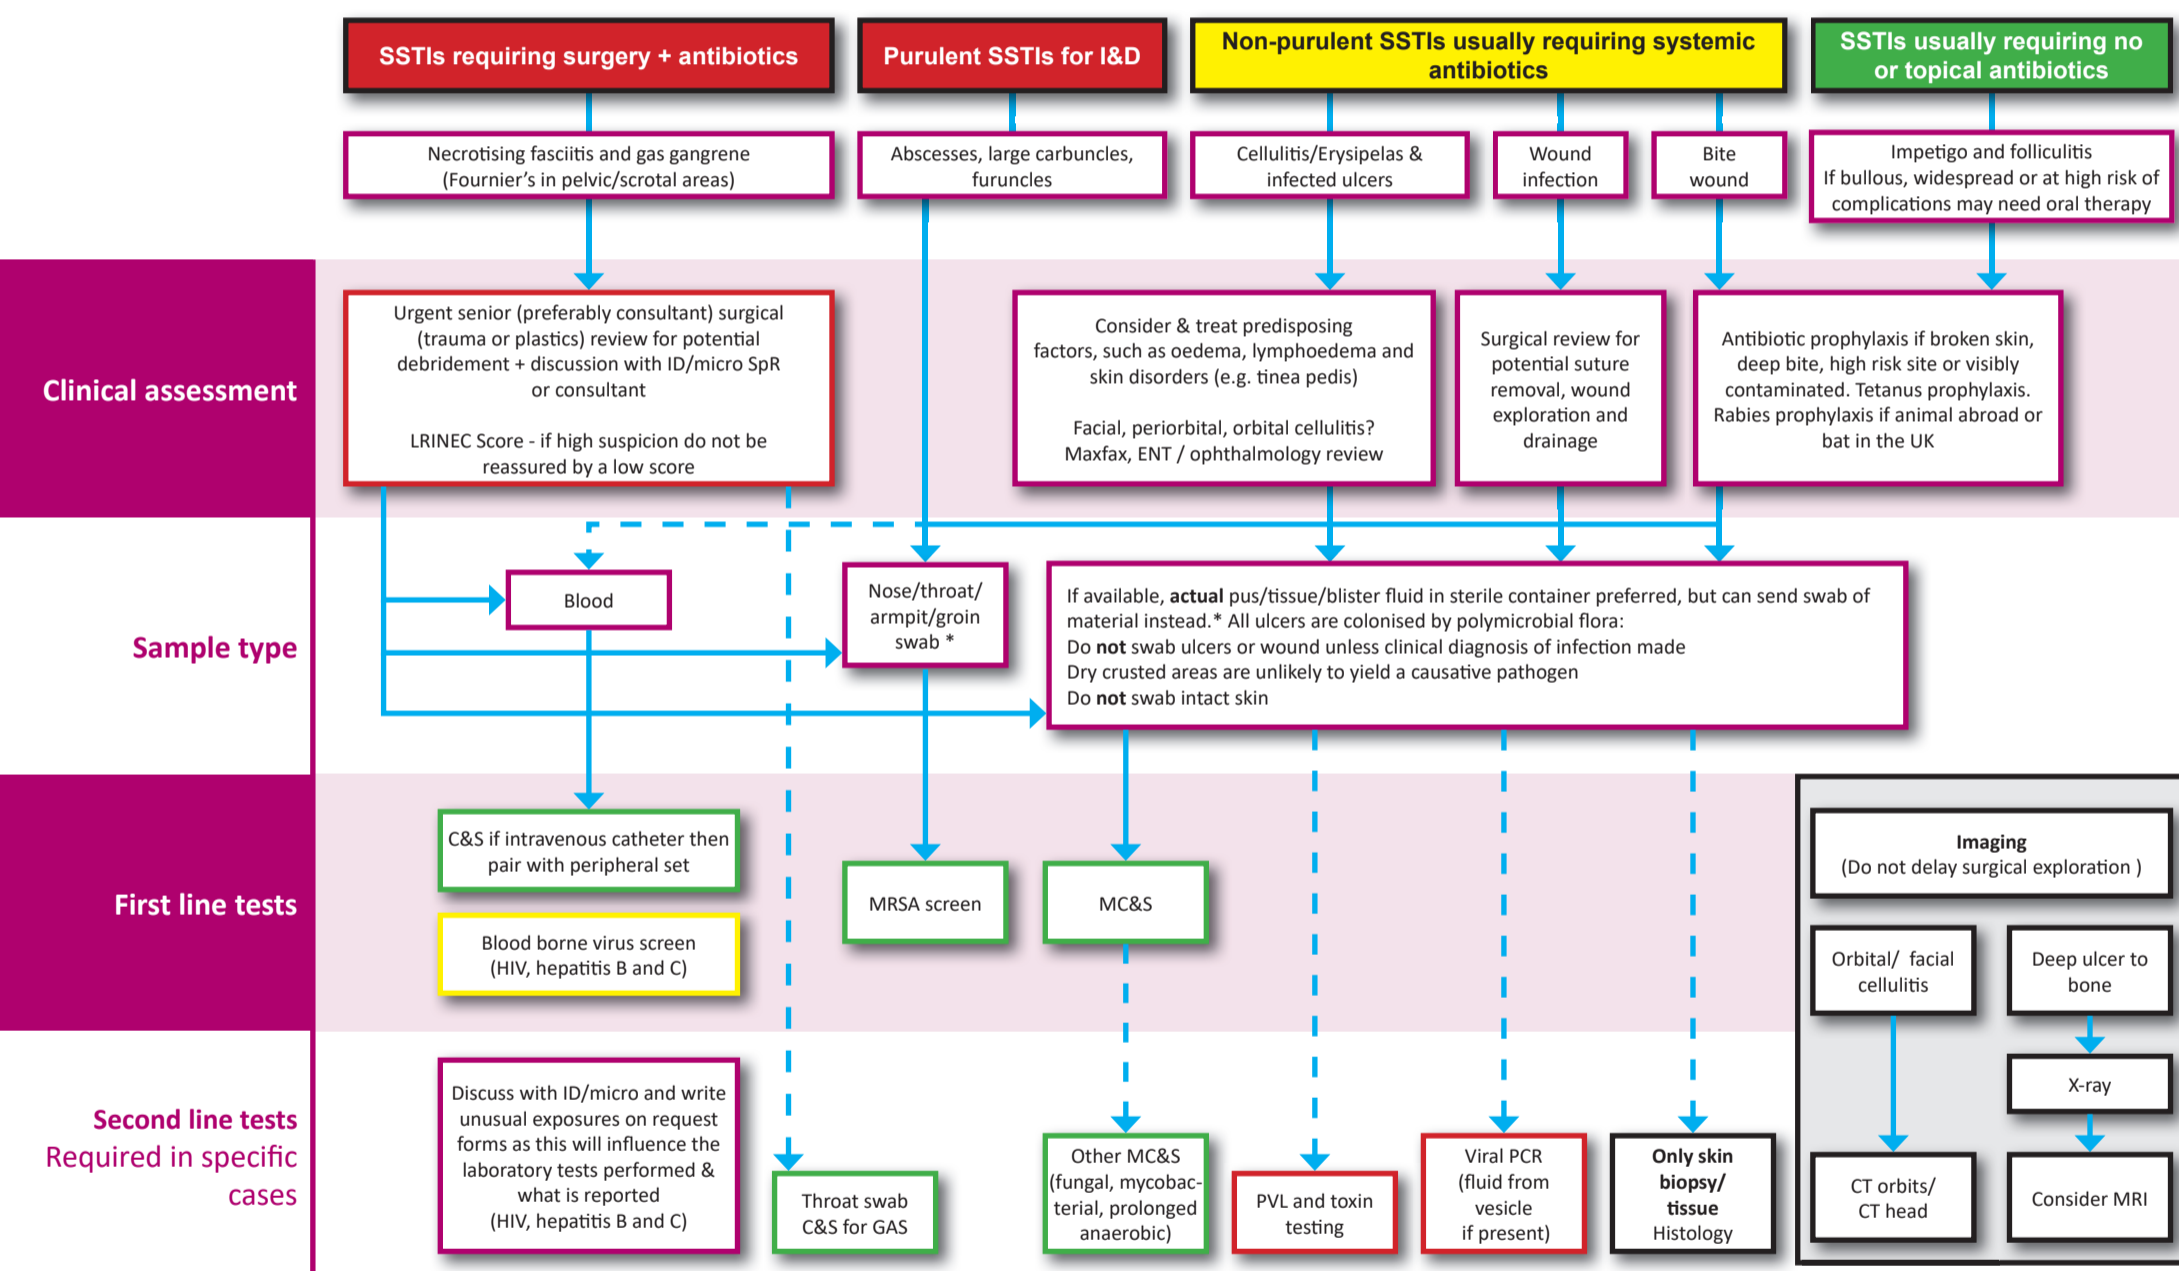 SSTIs requiring surgery + antibiotics
Purulent SSTIs for I&D
Non-purulent SSTIs usually requiring systemic
antibiotics
SSTIs usually requiring no
or topical antibiotics
Necrotising fasciitis and gas gangrene
(Fournier's in pelvic/scrotal areas)
Abscesses, large carbuncles,
furuncles
Cellulitis/Erysipelas &
infected ulcers
Wound
infection
Bite
wound
Impetigo and folliculitis
If bullous, widespread or at high risk of
complications may need oral therapy
Clinical assessment
Urgent senior (preferably consultant) surgical
(trauma or plastics) review for potential
debridement + discussion with ID/micro SpR
or consultant
LRINEC Score - if high suspicion do not be
reassured by a low score
Consider & treat predisposing
factors, such as oedema, lymphoedema and
skin disorders (e.g. tinea pedis)
Facial, periorbital, orbital cellulitis?
Maxfax, ENT / ophthalmology review
Surgical review for
potential suture
removal, wound
exploration and
drainage
Antibiotic prophylaxis if broken skin,
deep bite, high risk site or visibly
contaminated. Tetanus prophylaxis.
Rabies prophylaxis if animal abroad or
bat in the UK
Sample type
Blood
Nose/throat/
armpit/groin
swab *
If available, actual pus/tissue/blister fluid in sterile container preferred, but can send swab of
material instead.* All ulcers are colonised by polymicrobial flora:
Do not swab ulcers or wound unless clinical diagnosis of infection made
Dry crusted areas are unlikely to yield a causative pathogen
Do not swab intact skin
First line tests
C&S if intravenous catheter then
pair with peripheral set
Blood borne virus screen
(HIV, hepatitis B and C)
MRSA screen
MC&S
Imaging
(Do not delay surgical exploration )
Orbital/ facial
cellulitis
Deep ulcer to
bone
X-ray
Second line tests
Required in specific
cases
Discuss with ID/micro and write
unusual exposures on request
forms as this will influence the
laboratory tests performed &
what is reported
(HIV, hepatitis B and C)
Throat swab
C&S for GAS
Other MC&S
(fungal, mycobac-
terial, prolonged
anaerobic)
PVL and toxin
testing
Viral PCR
(fluid from
vesicle
if present)
Only skin
biopsy/
tissue
Histology
CT orbits/
CT head
Consider MRI